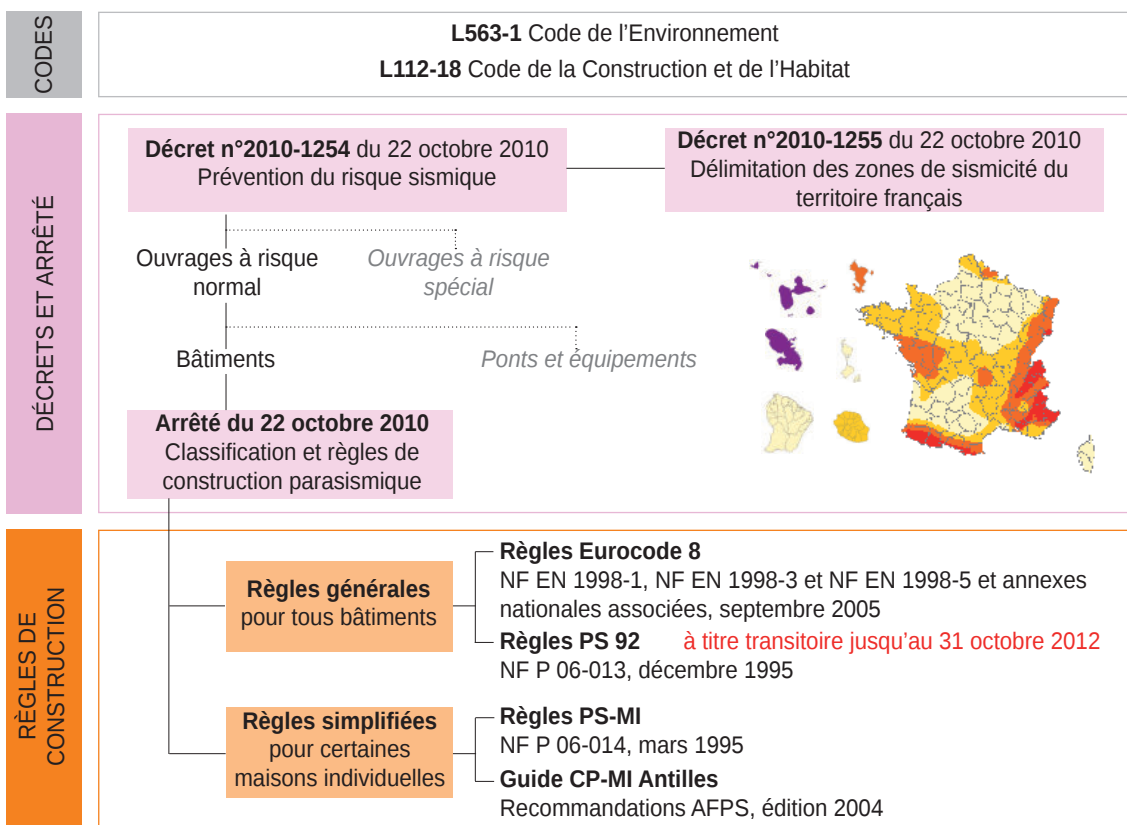 CODES
L563-1 Code de l'Environnement
L112-18 Code de la Construction et de l'Habitat
DÉCRETS ET ARRÊTÉ
Décret n°2010-1254 du 22 octobre 2010
Prévention du risque sismique
Décret n°2010-1255 du 22 octobre 2010
Délimitation des zones de sismicité du
territoire français
Ouvrages à risque
normal
Ouvrages à risque
spécial
Bâtiments
Ponts et équipements
Arrêté du 22 octobre 2010
Classification et règles de
construction parasismique
RÈGLES DE
CONSTRUCTION
Règles générales
pour tous bâtiments
Règles Eurocode 8
NF EN 1998-1, NF EN 1998-3 et NF EN 1998-5 et annexes
nationales associées, septembre 2005
Règles PS 92 à titre transitoire jusqu'au 31 octobre 2012
NF P 06-013, décembre 1995
Règles simplifiées
pour certaines
maisons individuelles
Règles PS-MI
NF P 06-014, mars 1995
Guide CP-MI Antilles
Recommandations AFPS, édition 2004